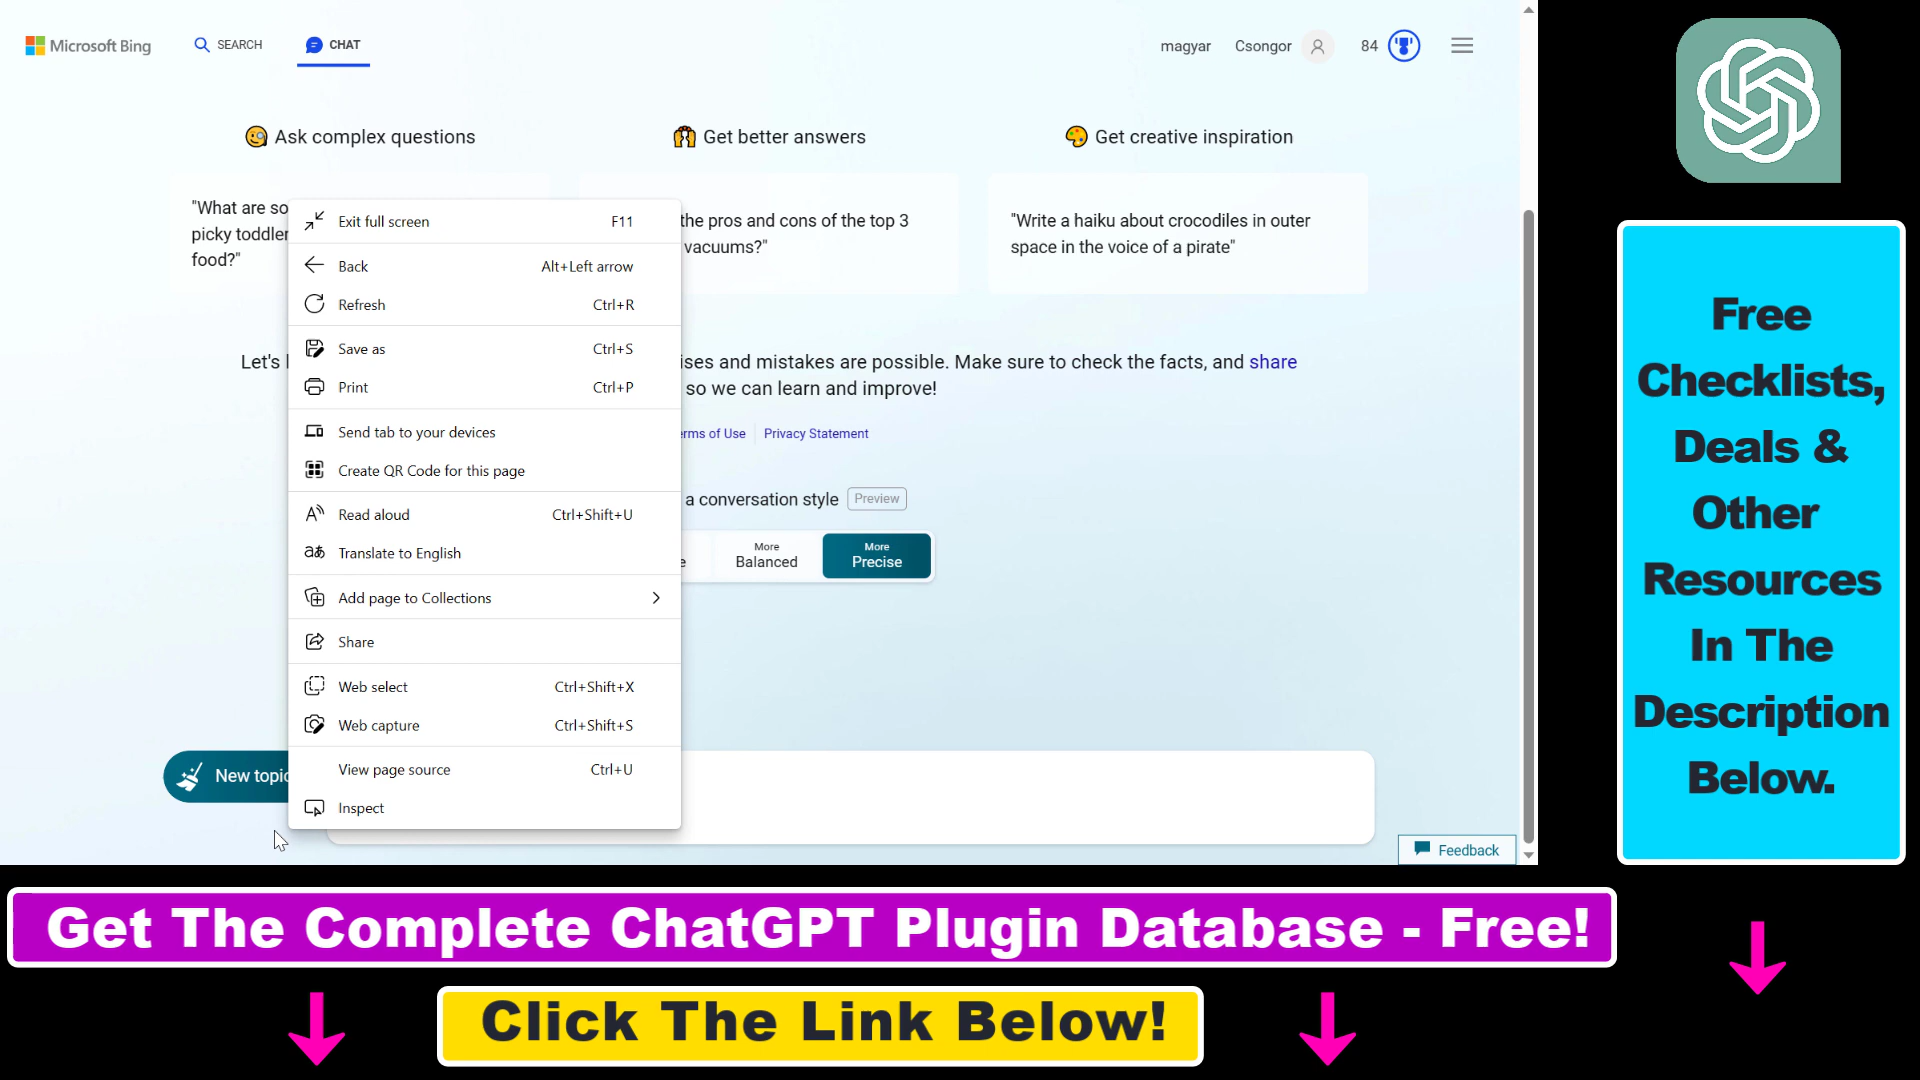 Microsoft Bing
SEARCH
CHAT
magyar
Csongor
84
Ask complex questions
Get better answers
Get creative inspiration
"What are so
picky toddler
food?"
the pros and cons of the top 3
vacuums?"
"Write a haiku about crocodiles in outer
space in the voice of a pirate"
Let's
ises and mistakes are possible. Make sure to check the facts, and share
so we can learn and improve!
erms of Use
Privacy Statement
a conversation style
Preview
More
Balanced
More
Precise
Exit full screen F11
Back Alt+Left arrow
Refresh Ctrl+R
Save as Ctrl+S
Print Ctrl+P
Send tab to your devices
Create QR Code for this page
Read aloud Ctrl+Shift+U
Translate to English
Add page to Collections
Share
Web select Ctrl+Shift+X
Web capture Ctrl+Shift+S
View page source Ctrl+U
Inspect
New topic
Feedback
Free
Checklists,
Deals &
Other
Resources
In The
Description
Below.
Get The Complete ChatGPT Plugin Database - Free!
Click The Link Below!